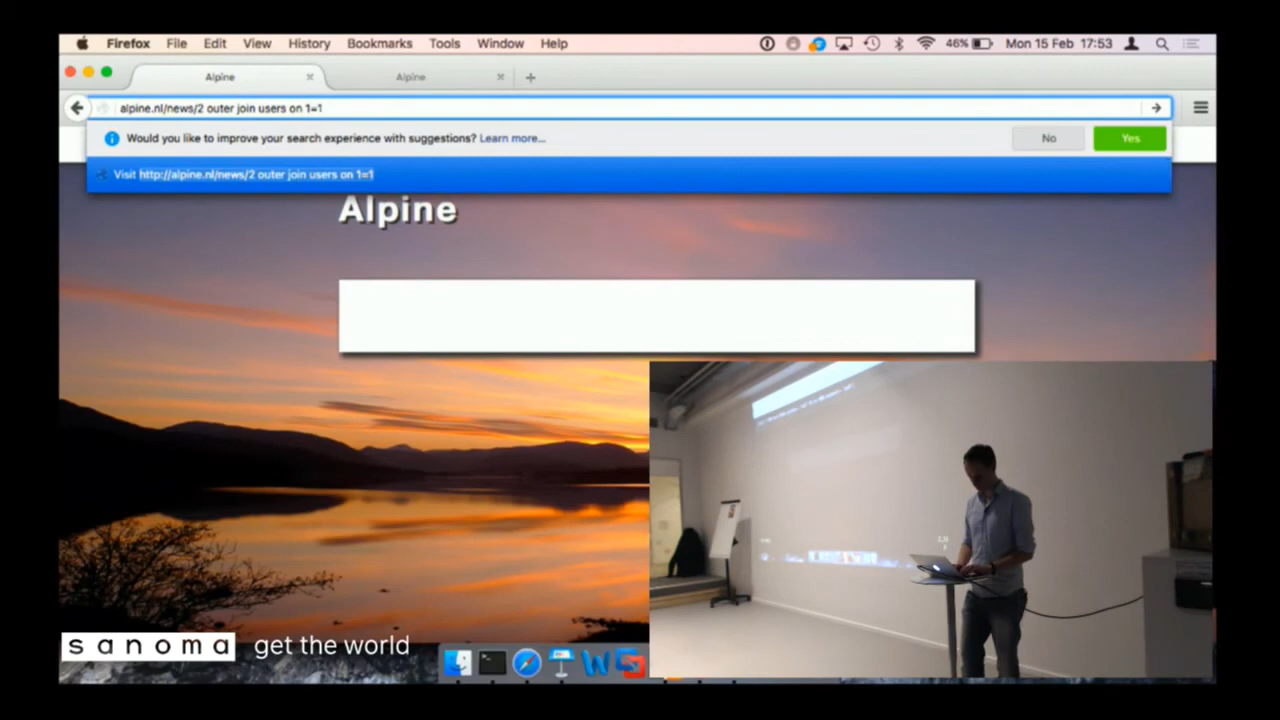 Firefox File Edit View History Bookmarks Tools Window Help 46% Mon 15 Feb 17:53
Alpine Alpine
alpine.nl/news/2 outer join users on 1=1
Would you like to improve your search experience with suggestions? Learn more... No Yes
Visit http://alpine.nl/news/2 outer join users on 1=1
Alpine
sanoma get the world